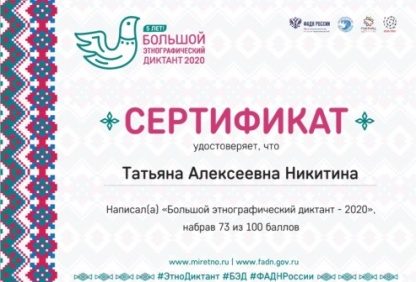 5 ЛЕТ!
БОЛЬШОЙ
ЭТНОГРАФИЧЕСКИЙ
ДИКТАНТ 2020
ФАДН РОССИИ
СЕРТИФИКАТ
удостоверяет, что
Татьяна Алексеевна Никитина
Написал(а) «Большой этнографический диктант - 2020»,
набрав 73 из 100 баллов
www.miretno.ru | www.fadn.gov.ru
#ЭтноДиктант #БЭД #ФАДНРоссии